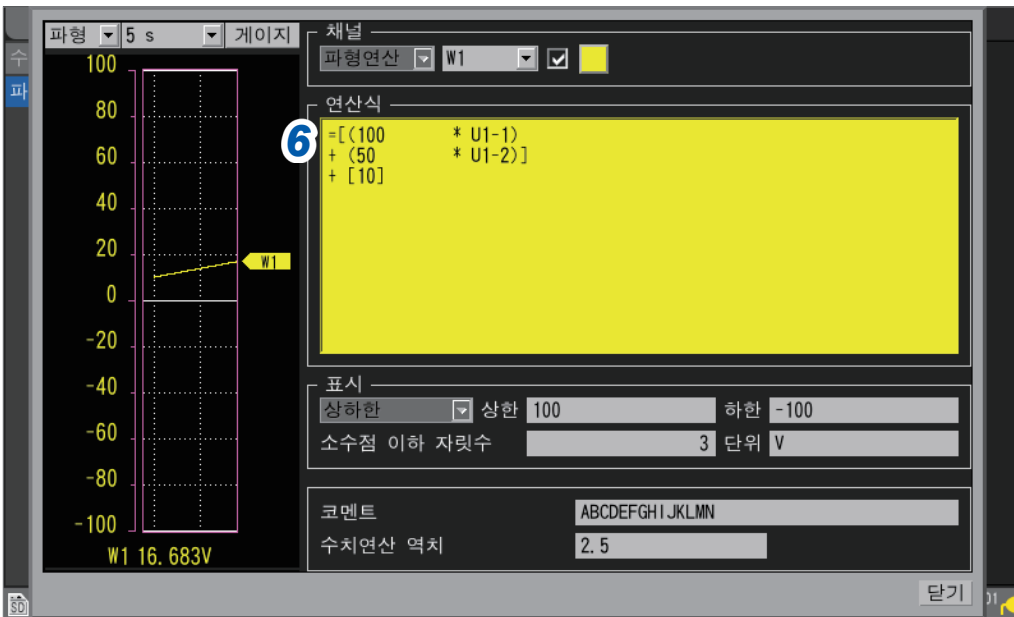 수
파
파형 5 s 게이지
100
80
60
40
20
0
-20
-40
-60
-80
-100
W1
W1 16.683V
채널
파형연산 W1
연산식
6
=[(100 * U1-1)
+ (50 * U1-2)]
+ [10]
표시
상하한 상한 100 하한 -100
소수점 이하 자릿수 3 단위 V
코멘트 ABCDEFGHIJKLMN
수치연산 역치 2.5
닫기
SD
01